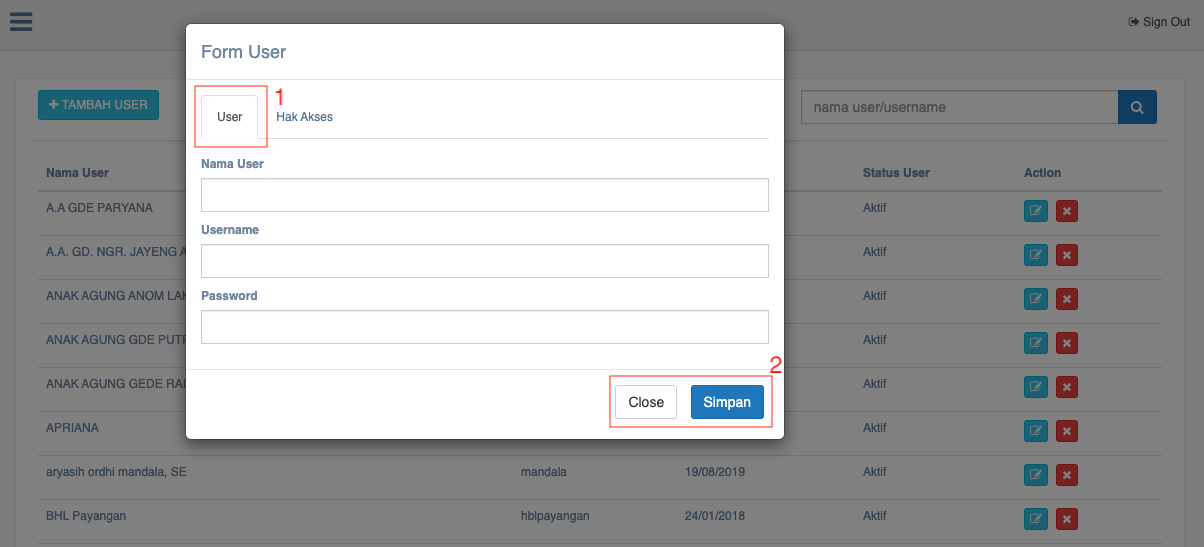 Sign Out
Form User
TAMBAH USER
nama user/username
1
User
Hak Akses
Nama User
Status User
Action
Nama User
A.A GDE PARYANA
Aktif
Username
A.A. GD. NGR. JAYENG A
Aktif
Password
ANAK AGUNG ANOM LAK
Aktif
ANAK AGUNG GDE PUTR
Aktif
2
ANAK AGUNG GEDE RAI
Aktif
Close
Simpan
APRIANA
Aktif
aryasih ordhi mandala, SE
mandala
19/08/2019
Aktif
BHL Payangan
hblpayangan
24/01/2018
Aktif